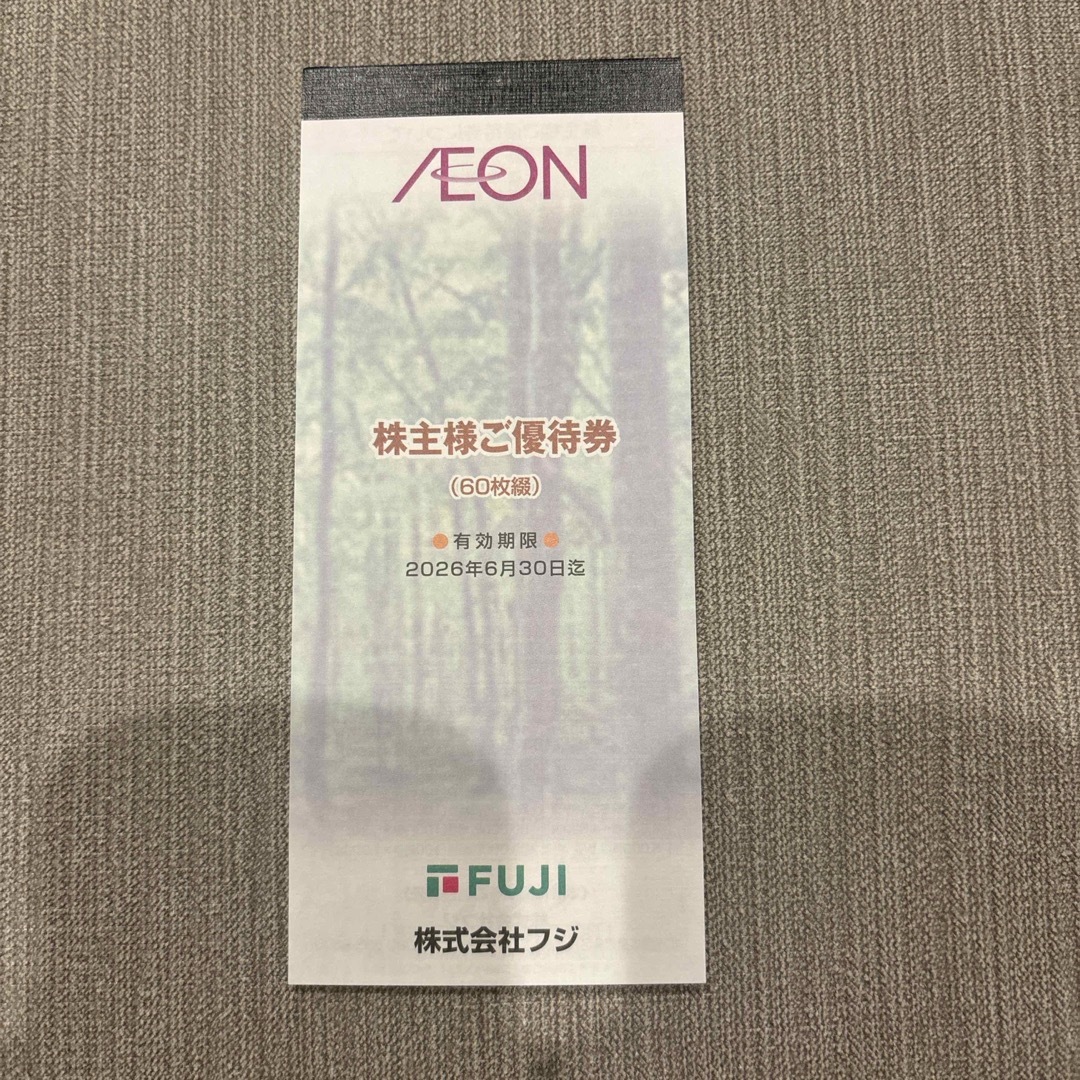 ÆON
株主様ご優待券
(60枚綴)
●有効期限●
2026年6月30日迄
FUJI
株式会社フジ